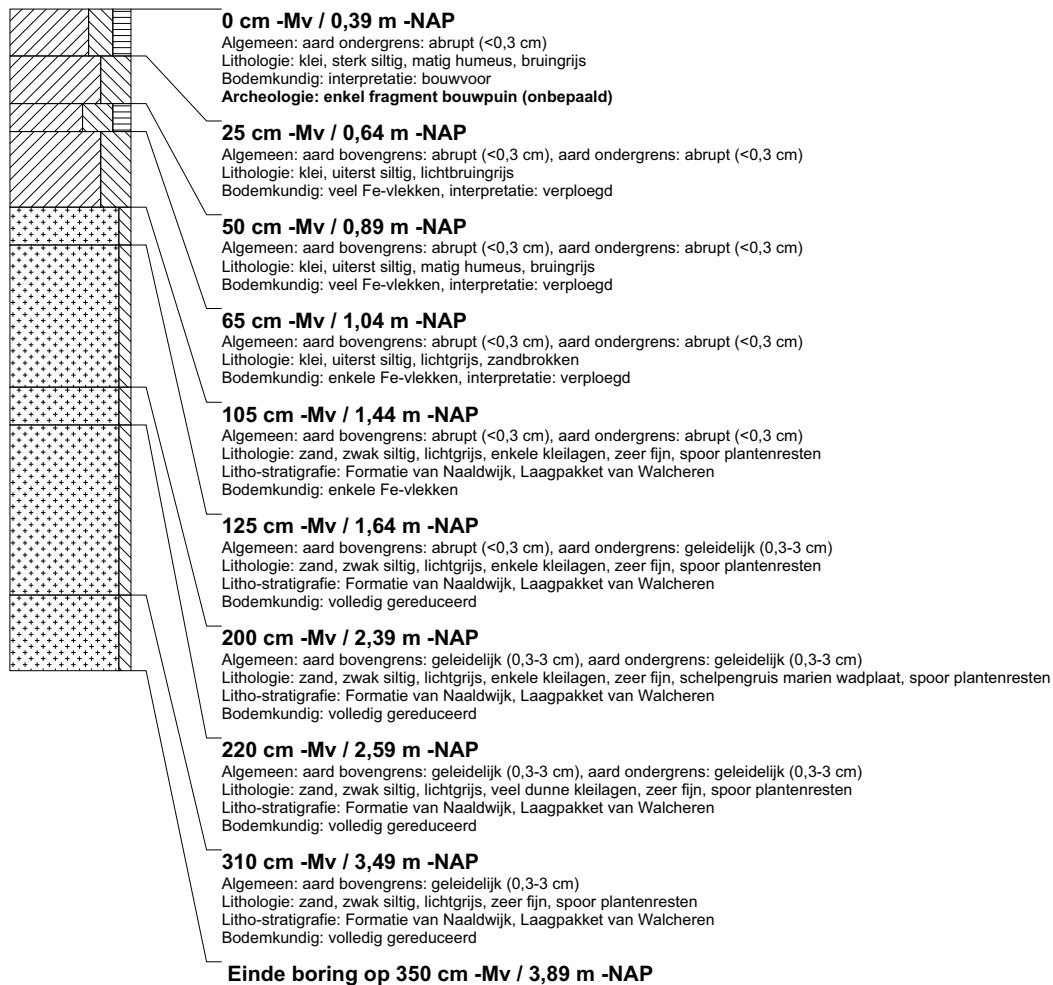 0 cm -Mv / 0,39 m -NAP
Algemeen: aard ondergrens: abrupt (<0,3 cm)
Lithologie: klei, sterk siltig, matig humeus, bruingrijs
Bodemkundig: interpretatie: bouwvoor
Archeologie: enkel fragment bouwpuin (onbepaald)
25 cm -Mv / 0,64 m -NAP
Algemeen: aard bovengrens: abrupt (<0,3 cm), aard ondergrens: abrupt (<0,3 cm)
Lithologie: klei, uiterst siltig, lichtbruingrijs
Bodemkundig: veel Fe-vlekken, interpretatie: verploegd
50 cm -Mv / 0,89 m -NAP
Algemeen: aard bovengrens: abrupt (<0,3 cm), aard ondergrens: abrupt (<0,3 cm)
Lithologie: klei, uiterst siltig, matig humeus, bruingrijs
Bodemkundig: veel Fe-vlekken, interpretatie: verploegd
65 cm -Mv / 1,04 m -NAP
Algemeen: aard bovengrens: abrupt (<0,3 cm), aard ondergrens: abrupt (<0,3 cm)
Lithologie: klei, uiterst siltig, lichtgrijs, zandbrokken
Bodemkundig: enkele Fe-vlekken, interpretatie: verploegd
105 cm -Mv / 1,44 m -NAP
Algemeen: aard bovengrens: abrupt (<0,3 cm), aard ondergrens: abrupt (<0,3 cm)
Lithologie: zand, zwak siltig, lichtgrijs, enkele kleilagen, zeer fijn, spoor plantenresten
Litho-stratigrafie: Formatie van Naaldwijk, Laagpakket van Walcheren
Bodemkundig: enkele Fe-vlekken
125 cm -Mv / 1,64 m -NAP
Algemeen: aard bovengrens: abrupt (<0,3 cm), aard ondergrens: geleidelijk (0,3-3 cm)
Lithologie: zand, zwak siltig, lichtgrijs, enkele kleilagen, zeer fijn, spoor plantenresten
Litho-stratigrafie: Formatie van Naaldwijk, Laagpakket van Walcheren
Bodemkundig: volledig gereduceerd
200 cm -Mv / 2,39 m -NAP
Algemeen: aard bovengrens: geleidelijk (0,3-3 cm), aard ondergrens: geleidelijk (0,3-3 cm)
Lithologie: zand, zwak siltig, lichtgrijs, enkele kleilagen, zeer fijn, schelpengruis marien wadplaat, spoor plantenresten
Litho-stratigrafie: Formatie van Naaldwijk, Laagpakket van Walcheren
Bodemkundig: volledig gereduceerd
220 cm -Mv / 2,59 m -NAP
Algemeen: aard bovengrens: geleidelijk (0,3-3 cm), aard ondergrens: geleidelijk (0,3-3 cm)
Lithologie: zand, zwak siltig, lichtgrijs, veel dunne kleilagen, zeer fijn, spoor plantenresten
Litho-stratigrafie: Formatie van Naaldwijk, Laagpakket van Walcheren
Bodemkundig: volledig gereduceerd
310 cm -Mv / 3,49 m -NAP
Algemeen: aard bovengrens: geleidelijk (0,3-3 cm)
Lithologie: zand, zwak siltig, lichtgrijs, zeer fijn, spoor plantenresten
Litho-stratigrafie: Formatie van Naaldwijk, Laagpakket van Walcheren
Bodemkundig: volledig gereduceerd
Einde boring op 350 cm -Mv / 3,89 m -NAP